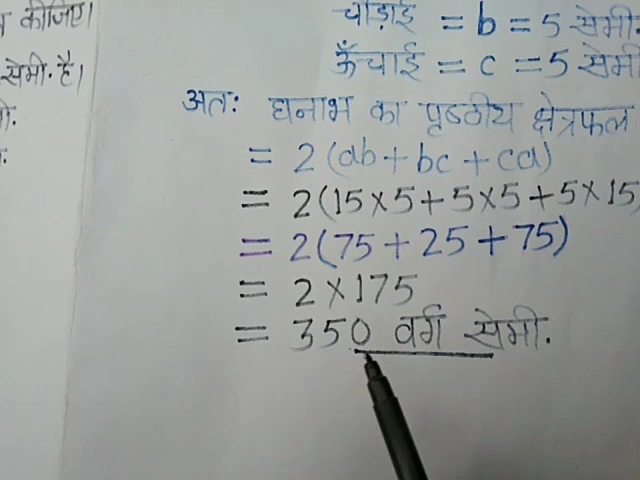 कीजिए।
सेमी. है।
चौड़ाई = b = 5 सेमी.
ऊँचाई = c = 5 सेमी
अतः घनाभ का पृष्ठीय क्षेत्रफल
= 2(ab+bc+ca)
= 2(15×5+5×5+5×15)
= 2(75+25+75)
= 2×175
= 350 वर्ग सेमी.